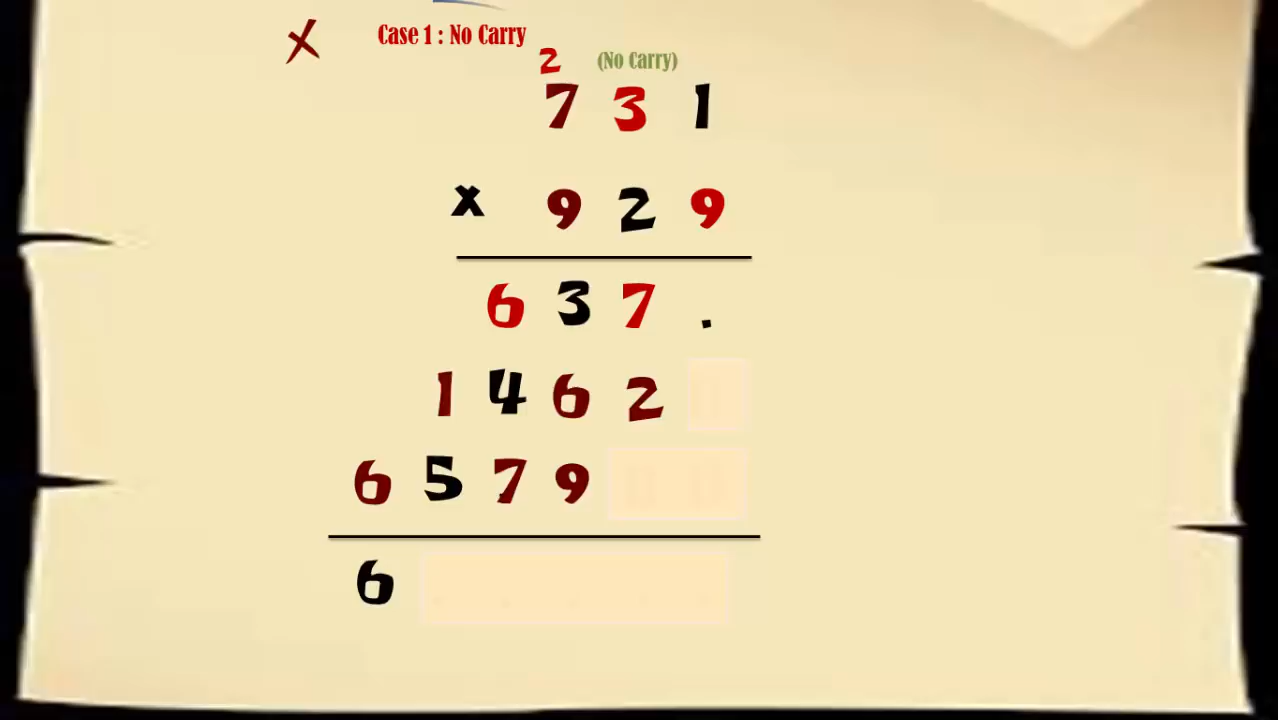 Case 1 : No Carry
2 (No Carry)
7 3 1
x 9 2 9
6 3 7 .
1 4 6 2
6 5 7 9
6